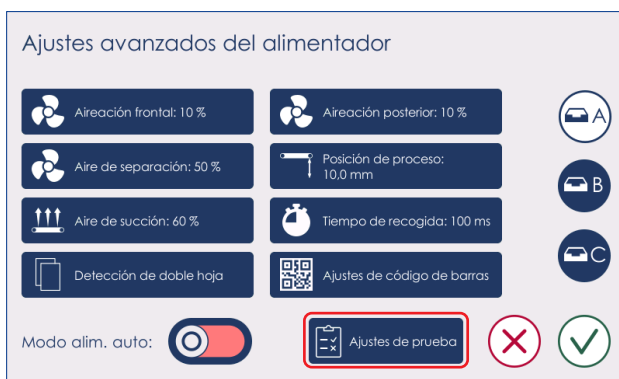 Ajustes avanzados del alimentador
Aireación frontal: 10 %
Aireación posterior: 10 %
A
Aire de separación: 50 %
Posición de proceso:
10,0 mm
B
Aire de succión: 60 %
Tiempo de recogida: 100 ms
C
Detección de doble hoja
Ajustes de código de barras
Modo alim. auto:
Ajustes de prueba